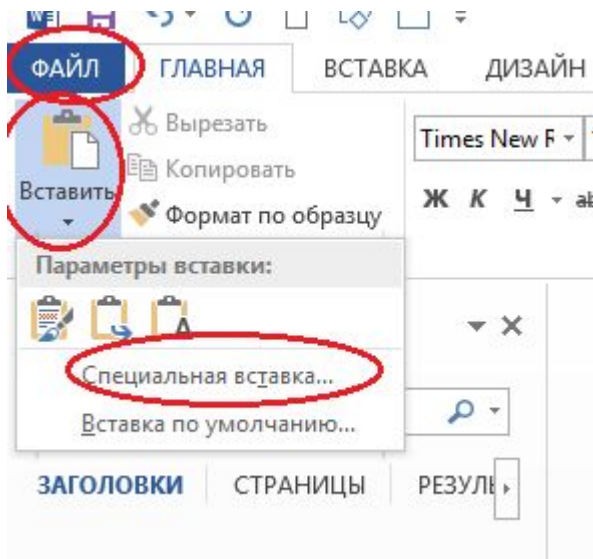 ФАЙЛ ГЛАВНАЯ ВСТАВКА ДИЗАЙН
Вырезать
Копировать
Формат по образцу
Вставить
Times New R
Ж К Ч
Параметры вставки:
A
Специальная вставка...
Вставка по умолчанию...
ЗАГОЛОВКИ СТРАНИЦЫ РЕЗУЛЬ